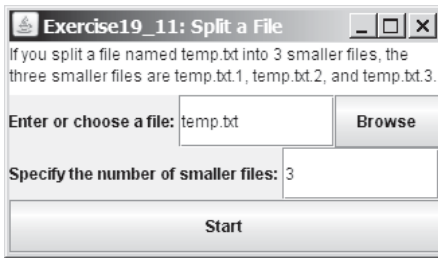 Exercise19_11: Split a File
If you split a file named temp.txt into 3 smaller files, the
three smaller files are temp.txt.1, temp.txt.2, and temp.txt.3.
Enter or choose a file: temp.txt Browse
Specify the number of smaller files: 3
Start